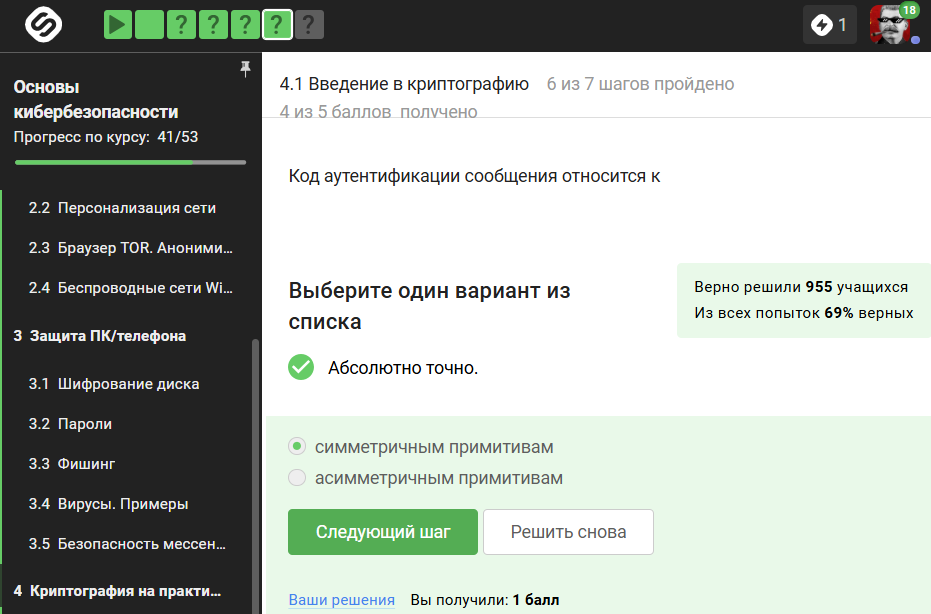 ?
?
?
?
?
1
18
Основы
кибербезопасности
Прогресс по курсу: 41/53
2.2 Персонализация сети
2.3 Браузер TOR. Аноними...
2.4 Беспроводные сети Wi...
3 Защита ПК/телефона
3.1 Шифрование диска
3.2 Пароли
3.3 Фишинг
3.4 Вирусы. Примеры
3.5 Безопасность мессен...
4 Криптография на практи...
4.1 Введение в криптографию 6 из 7 шагов пройдено
4 из 5 баллов получено
Код аутентификации сообщения относится к
Выберите один вариант из
списка
Верно решили 955 учащихся
Из всех попыток 69% верных
Абсолютно точно.
симметричным примитивам
асимметричным примитивам
Следующий шаг
Решить снова
Ваши решения Вы получили: 1 балл